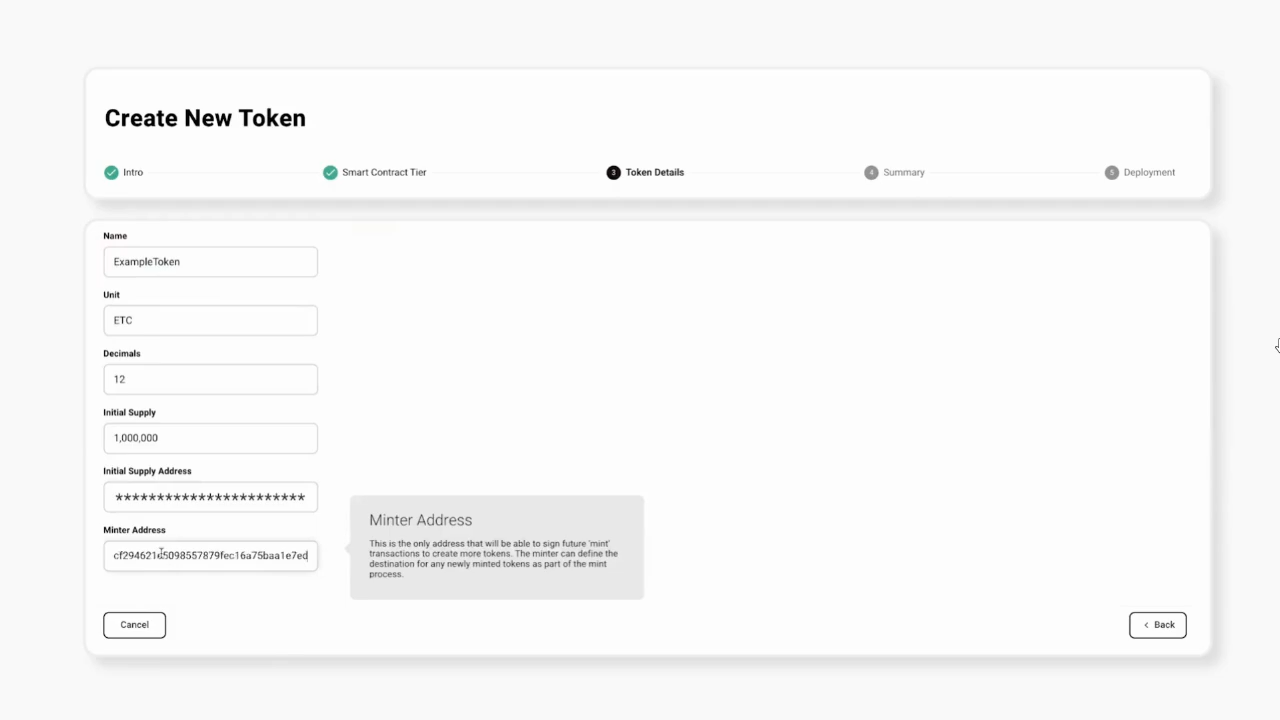 Create New Token
Intro
Smart Contract Tier
3 Token Details
4 Summary
5 Deployment
Name
ExampleToken
Unit
ETC
Decimals
12
Initial Supply
1,000,000
Initial Supply Address
***********************
Minter Address
Minter Address
This is the only address that will be able to sign future 'mint'
transactions to create more tokens. The minter can define the
destination for any newly minted tokens as part of the mint
process.
Cancel
< Back